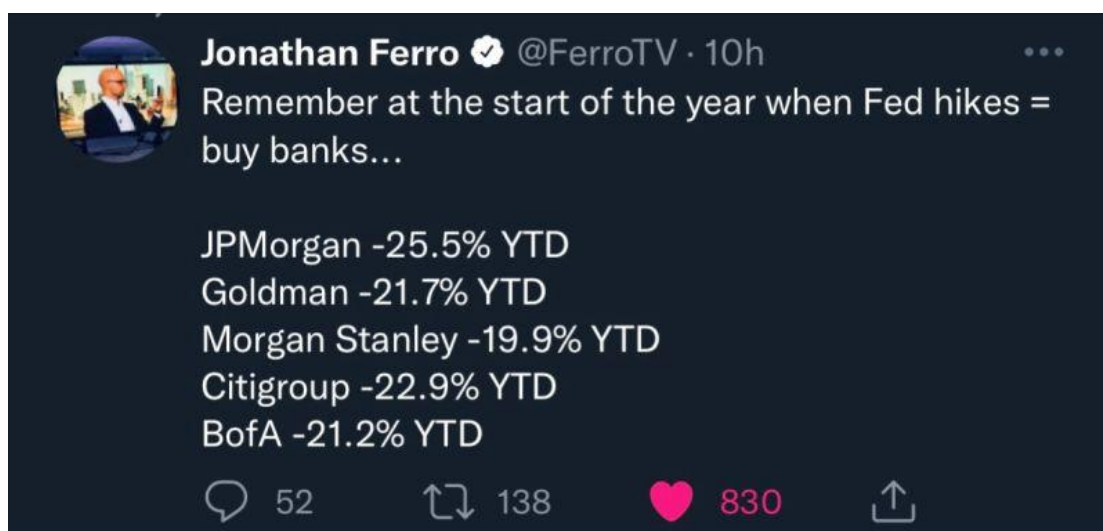 Jonathan Ferro @FerroTV · 10h
Remember at the start of the year when Fed hikes =
buy banks...
JPMorgan -25.5% YTD
Goldman -21.7% YTD
Morgan Stanley -19.9% YTD
Citigroup -22.9% YTD
BofA -21.2% YTD
52 138 830